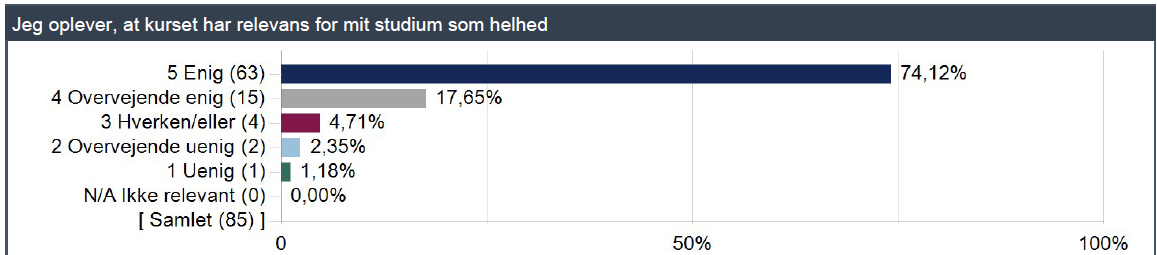 Jeg oplever, at kurset har relevans for mit studium som helhed
5 Enig (63) 74,12%
4 Overvejende enig (15) 17,65%
3 Hverken/eller (4) 4,71%
2 Overvejende uenig (2) 2,35%
1 Uenig (1) 1,18%
N/A Ikke relevant (0) 0,00%
[ Samlet (85) ]
0 50% 100%